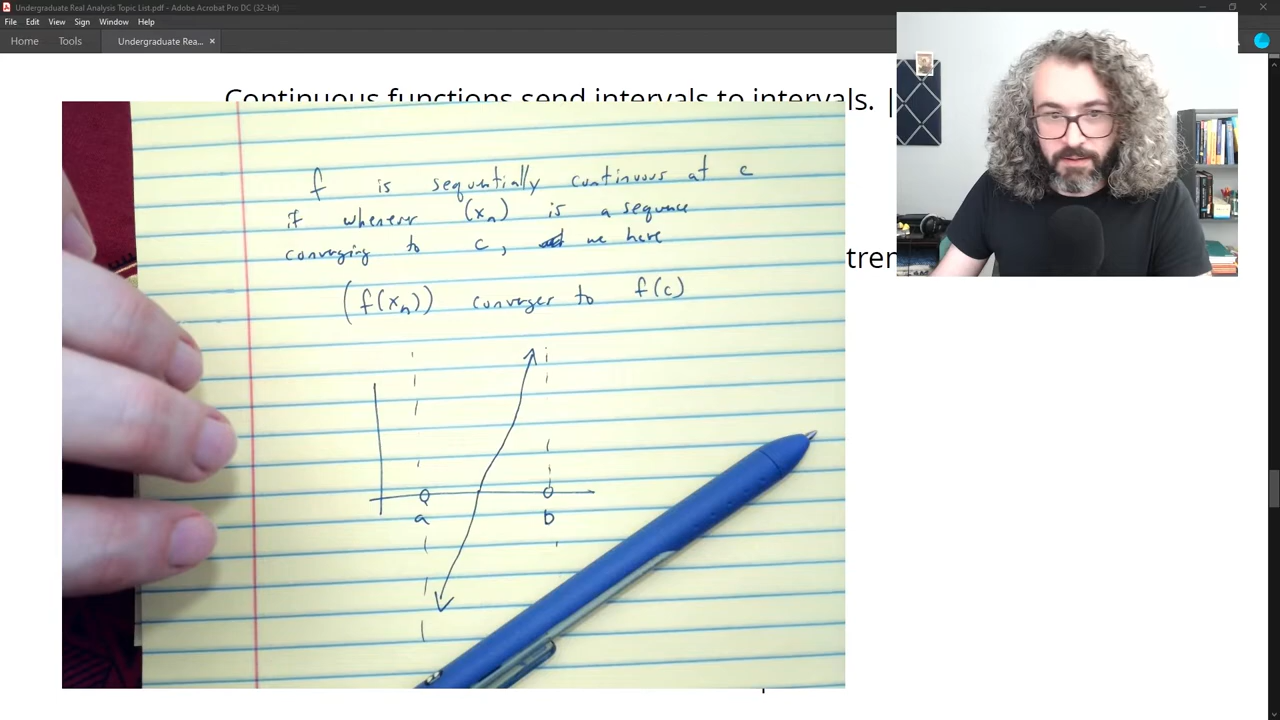 Undergraduate Real Analysis Topic List.pdf - Adobe Acrobat Pro DC (32-bit)
File Edit View Sign Window Help
Home Tools Undergraduate Rea... ×
Continuous functions send intervals to intervals. |
f is sequentially continuous at c
if whenever (xₙ) is a sequence
converging to c, we have
(f(xₙ)) converges to f(c)
a b